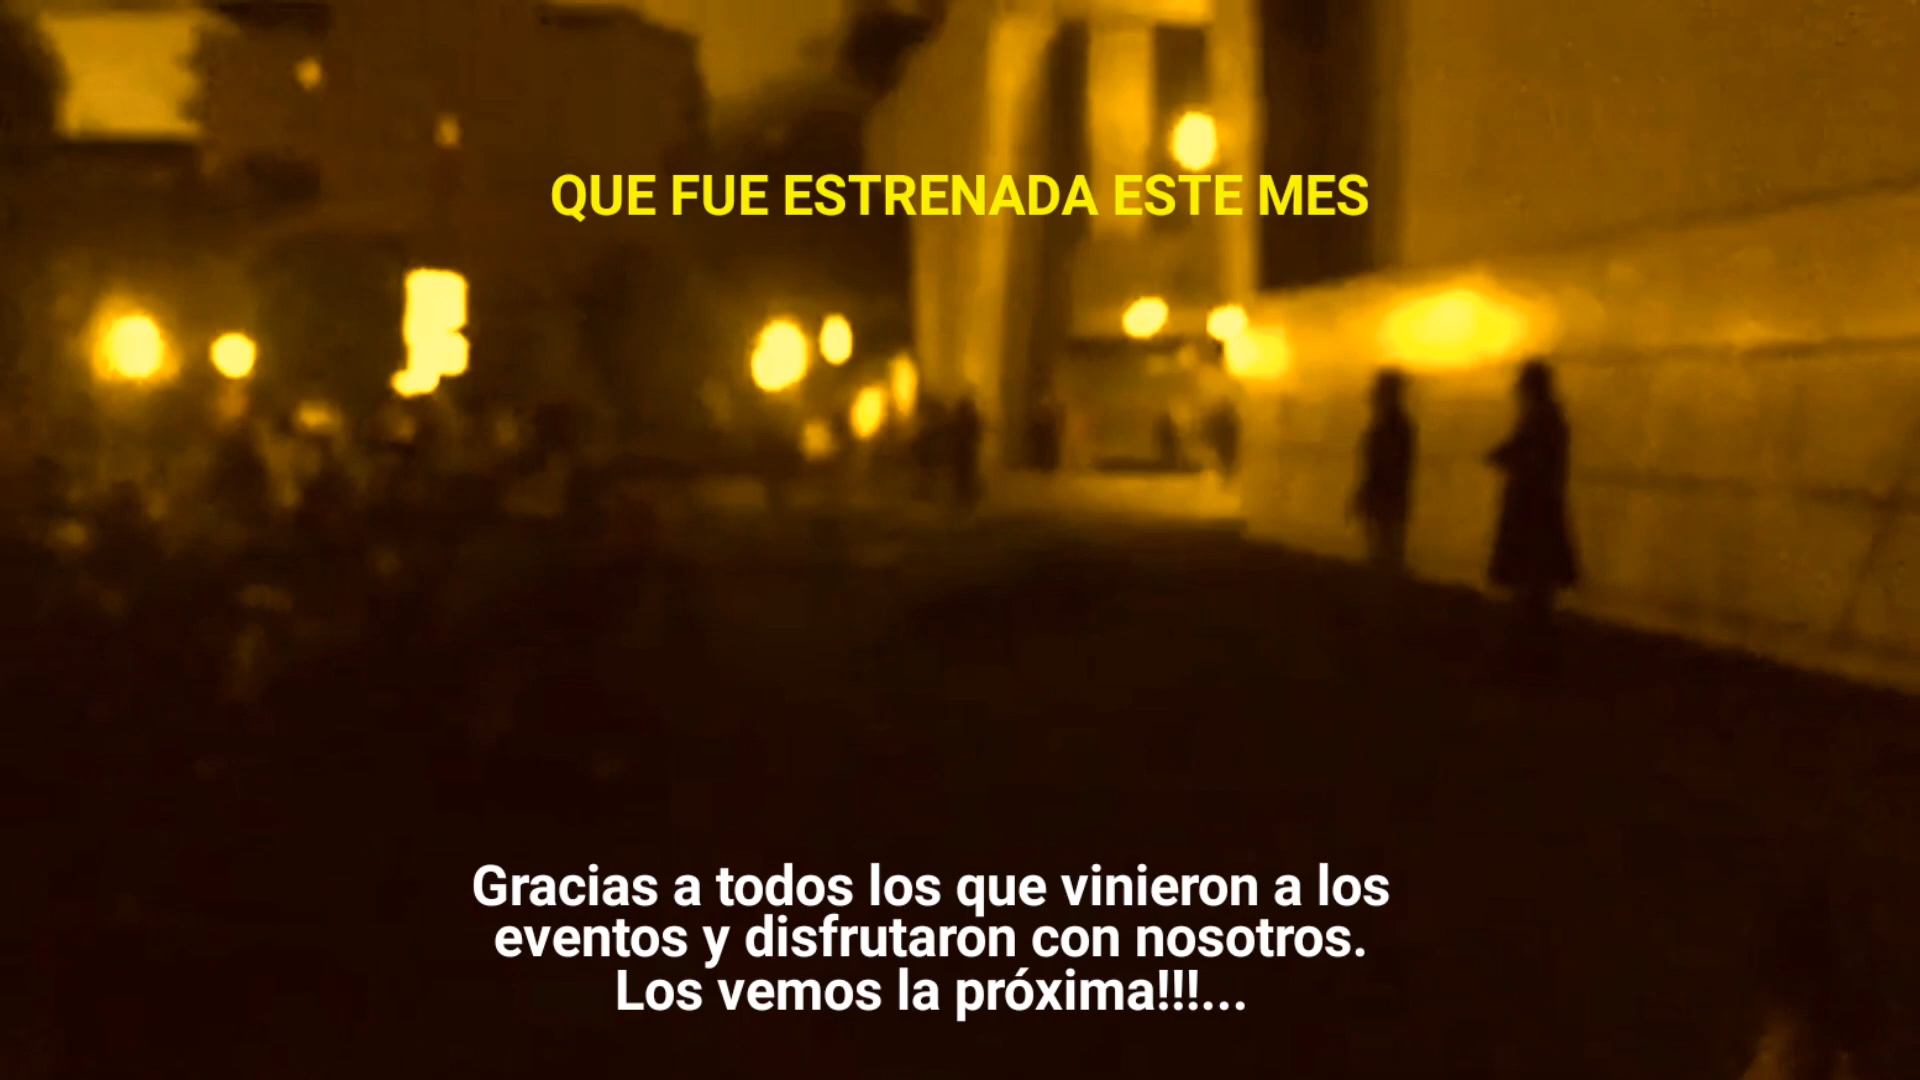 QUE FUE ESTRENADA ESTE MES
Gracias a todos los que vinieron a los
eventos y disfrutaron con nosotros.
Los vemos la próxima!!!...